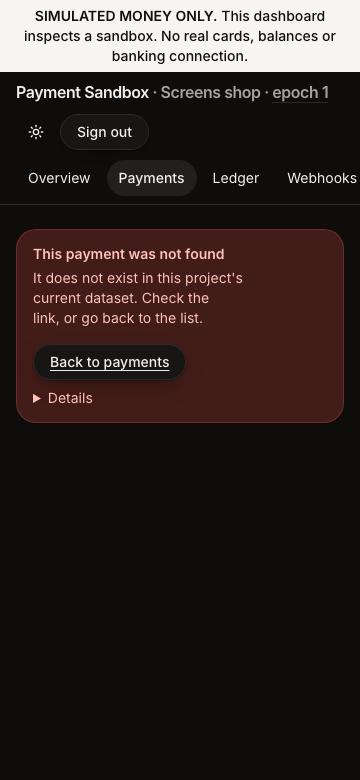 SIMULATED MONEY ONLY. This dashboard
inspects a sandbox. No real cards, balances or
banking connection.
Payment Sandbox · Screens shop · epoch 1
Sign out
Overview Payments Ledger Webhooks
This payment was not found
It does not exist in this project's
current dataset. Check the
link, or go back to the list.
Back to payments
Details